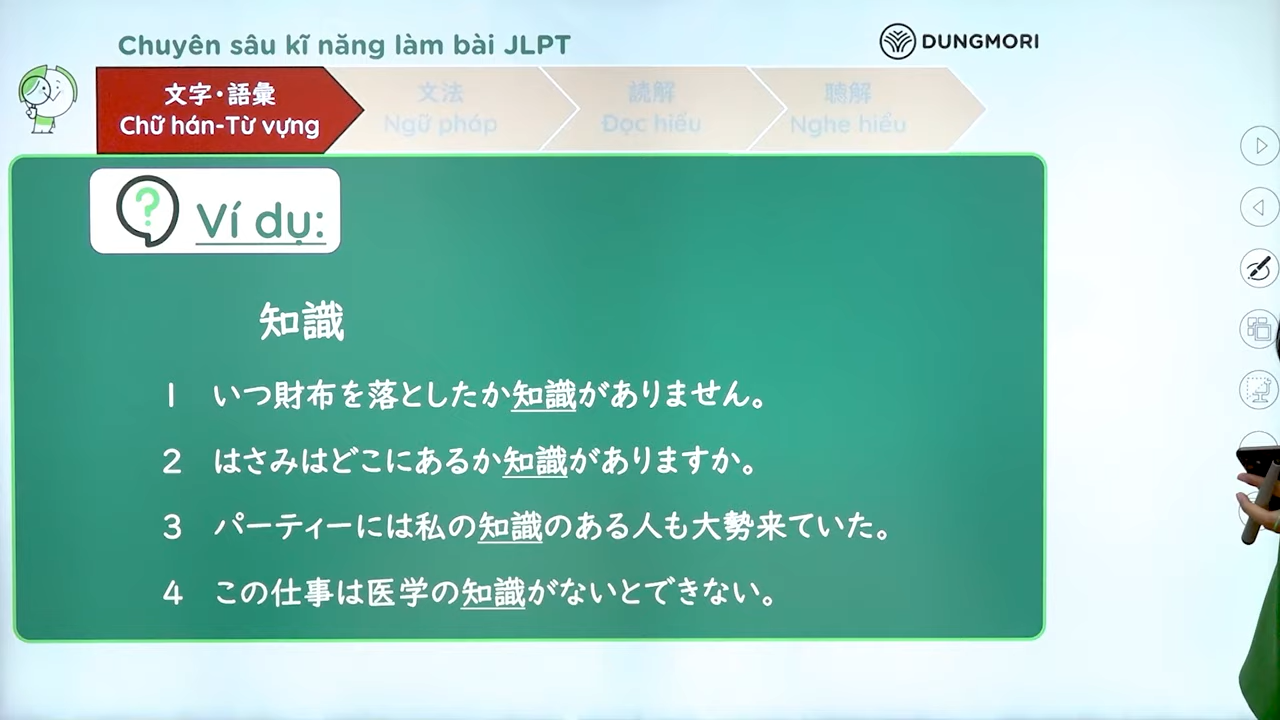 Chuyên sâu kĩ năng làm bài JLPT
DUNGMORI
文字・語彙
Chữ hán-Từ vựng
文法
Ngữ pháp
読解
Đọc hiểu
聴解
Nghe hiểu
Ví dụ:
知識
1 いつ財布を落としたか知識がありません。
2 はさみはどこにあるか知識がありますか。
3 パーティーには私の知識のある人も大勢来ていた。
4 この仕事は医学の知識がないとできない。